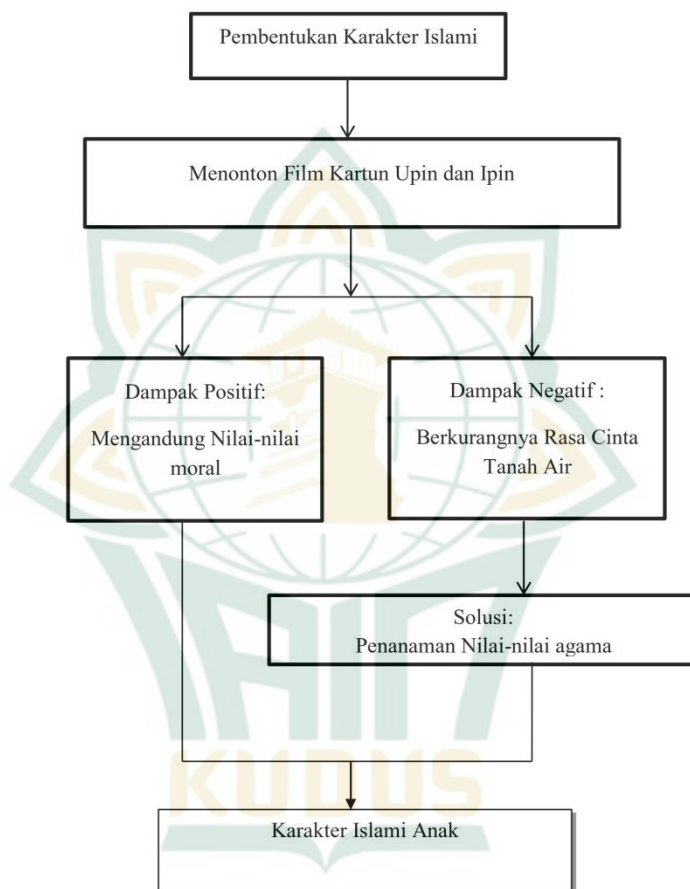 Pembentukan Karakter Islami
Menonton Film Kartun Upin dan Ipin
Dampak Positif:
Mengandung Nilai-nilai
moral
Dampak Negatif :
Berkurangnya Rasa Cinta
Tanah Air
Solusi:
Penanaman Nilai-nilai agama
IAIN
KUDUS
Karakter Islami Anak